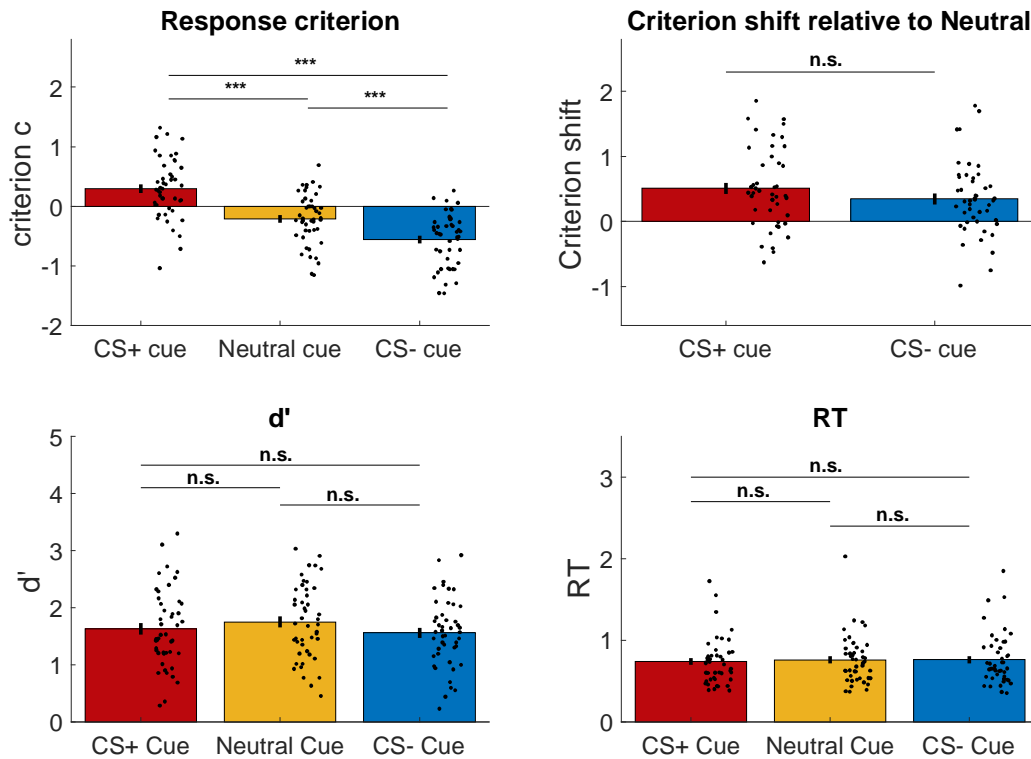 Response criterion
***
***
***
criterion c
2
1
0
-1
-2
CS+ cue
Neutral cue
CS- cue
Criterion shift relative to Neutral
n.s.
Criterion shift
2
1
0
-1
CS+ cue
CS- cue
d'
n.s.
n.s.
n.s.
d'
5
4
3
2
1
0
CS+ Cue
Neutral Cue
CS- Cue
RT
n.s.
n.s.
n.s.
RT
3
2
1
0
CS+ Cue
Neutral Cue
CS- Cue